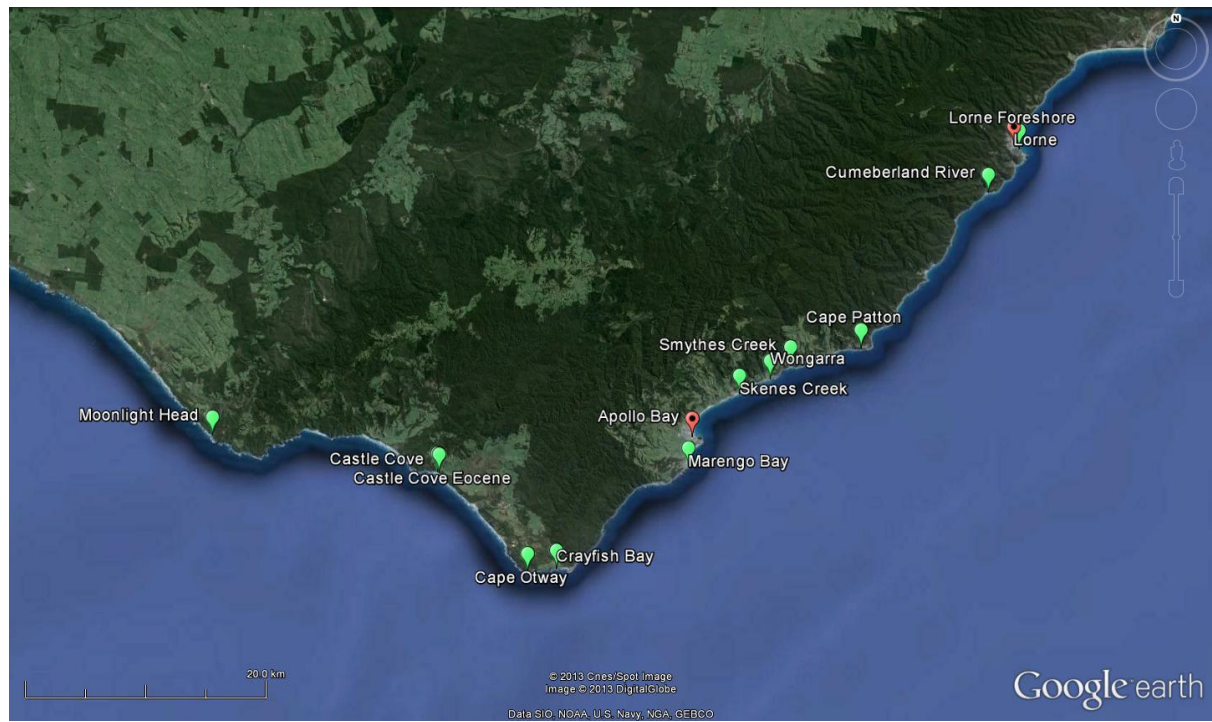 N
Lorne Foreshore
Lorne
Cumeberland River
Cape Patton
Smythes Creek
Wongarra
Skenes Creek
Apollo Bay
Moonlight Head
Marengo Bay
Castle Cove
Castle Cove Eocene
Crayfish Bay
Cape Otway
20.0 km
© 2013 Cnes/Spot Image
Image © 2013 DigitalGlobe
Data SIO, NOAA, U.S. Navy, NGA, GEBCO
Google earth